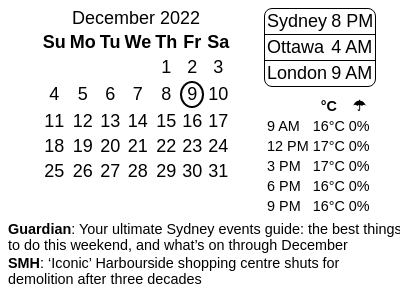 December 2022
Su Mo Tu We Th Fr Sa
1 2 3
4 5 6 7 8 9 10
11 12 13 14 15 16 17
18 19 20 21 22 23 24
25 26 27 28 29 30 31
Sydney 8 PM
Ottawa 4 AM
London 9 AM
°C ☂
9 AM 16°C 0%
12 PM 17°C 0%
3 PM 17°C 0%
6 PM 16°C 0%
9 PM 16°C 0%
Guardian: Your ultimate Sydney events guide: the best things
to do this weekend, and what’s on through December
SMH: ‘Iconic’ Harbourside shopping centre shuts for
demolition after three decades